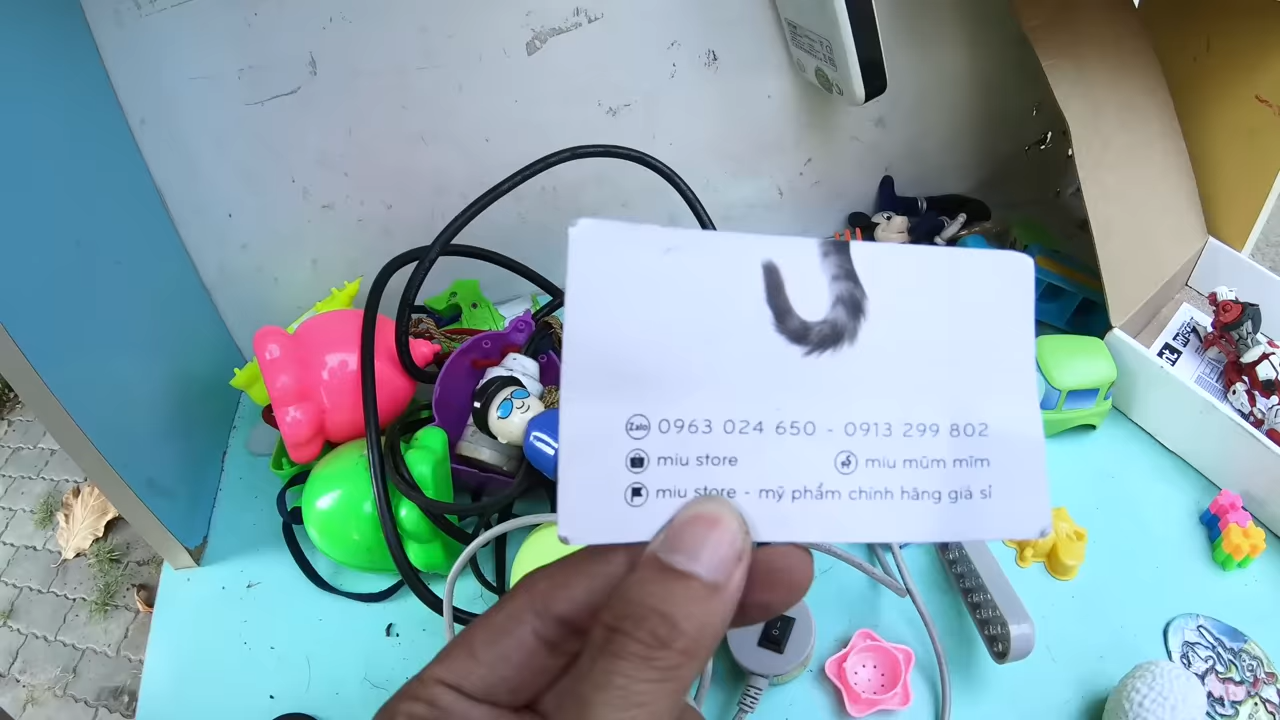 Zalo 0963 024 650 - 0913 299 802
miu store
miu mũm mĩm
miu store - mỹ phẩm chính hãng giá sỉ